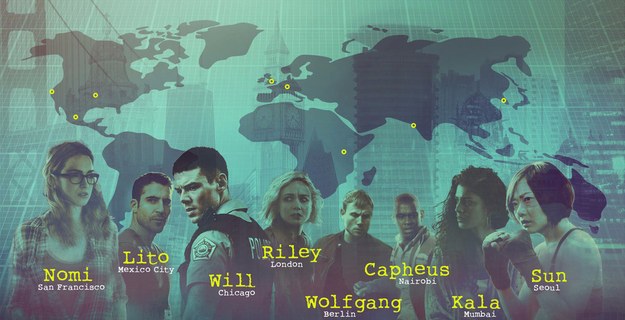 Nomi
San Francisco
Lito
Mexico City
Will
Chicago
Riley
London
Wolfgang
Berlin
Capheus
Nairobi
Kala
Mumbai
Sun
Seoul